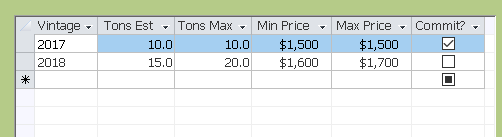 Vintage Tons Est Tons Max Min Price Max Price Commit?
2017 10.0 10.0 $1,500 $1,500
2018 15.0 20.0 $1,600 $1,700